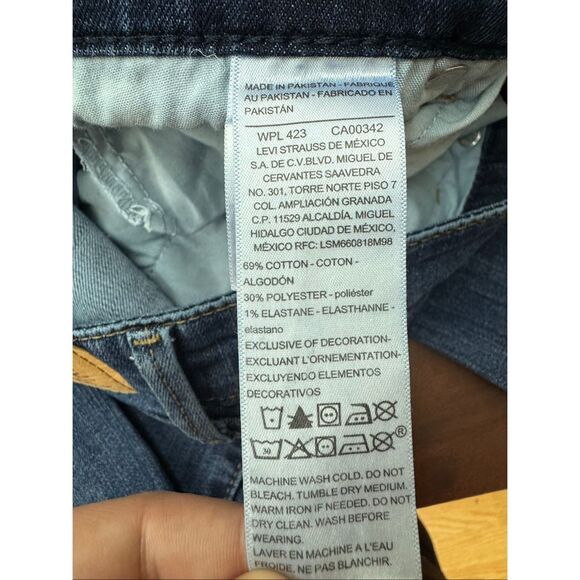 MADE IN PAKISTAN - FABRIQUÉ
AU PAKISTAN - FABRICADO EN
PAKISTÁN
WPL 423 CA00342
LEVI STRAUSS DE MÉXICO
S.A. DE C.V.BLVD. MIGUEL DE
CERVANTES SAAVEDRA
NO. 301, TORRE NORTE PISO 7
COL. AMPLIACIÓN GRANADA
C.P. 11529 ALCALDÍA. MIGUEL
HIDALGO CIUDAD DE MÉXICO,
MÉXICO RFC: LSM660818M98
69% COTTON - COTON -
ALGODÓN
30% POLYESTER - poliéster
1% ELASTANE - ELASTHANNE -
elastano
EXCLUSIVE OF DECORATION-
EXCLUANT L'ORNEMENTATION-
EXCLUYENDO ELEMENTOS
DECORATIVOS
30 ®
MACHINE WASH COLD. DO NOT
BLEACH. TUMBLE DRY MEDIUM.
WARM IRON IF NEEDED. DO NOT
DRY CLEAN. WASH BEFORE
WEARING.
LAVER EN MACHINE À L'EAU
FROIDE. NE PAS BLANCHIR.